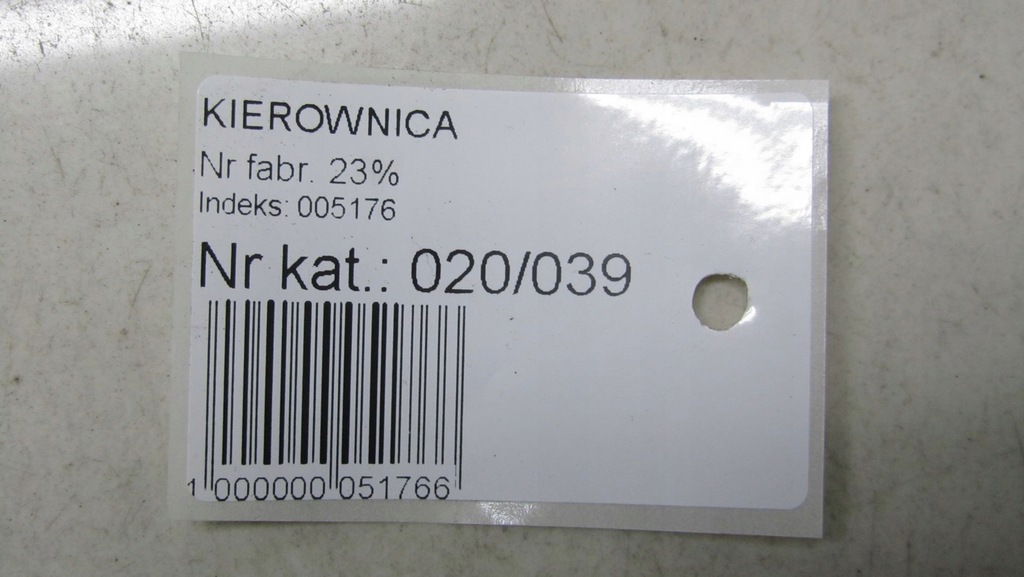 KIEROWNICA
Nr fabr. 23%
Indeks: 005176
Nr kat.: 020/039
1 000000 051766